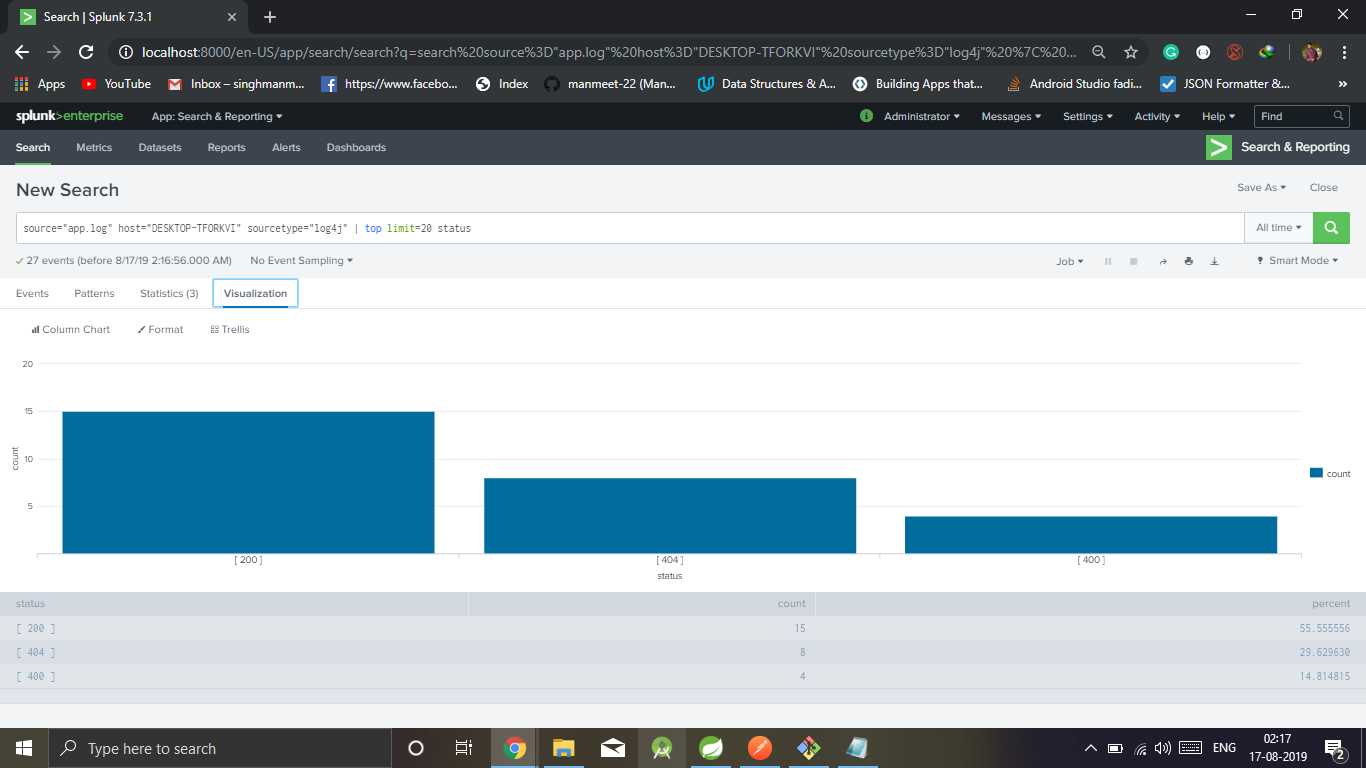 Search | Splunk 7.3.1
localhost:8000/en-US/app/search/search?q=search%20source%3D"app.log"%20host%3D"DESKTOP-TFORKVI"%20sourcetype%3D"log4j"%20%7C%20...
Apps YouTube Inbox – singhmanm... https://www.facebo... Index manmeet-22 (Man... Data Structures & A... Building Apps that... Android Studio fadi... JSON Formatter &... »
splunk>enterprise App: Search & Reporting Administrator Messages Settings Activity Help Find
Search Metrics Datasets Reports Alerts Dashboards Search & Reporting
New Search Save As Close
source="app.log" host="DESKTOP-TFORKVI" sourcetype="log4j" | top limit=20 status All time
27 events (before 8/17/19 2:16:56.000 AM) No Event Sampling Job Smart Mode
Events Patterns Statistics (3) Visualization
Column Chart Format Trellis
20
15
10
5
count
count
[ 200 ] [ 404 ] [ 400 ]
status
status count percent
[ 200 ] 15 55.555556
[ 404 ] 8 29.629630
[ 400 ] 4 14.814815
Type here to search ENG 02:17
17-08-2019 2